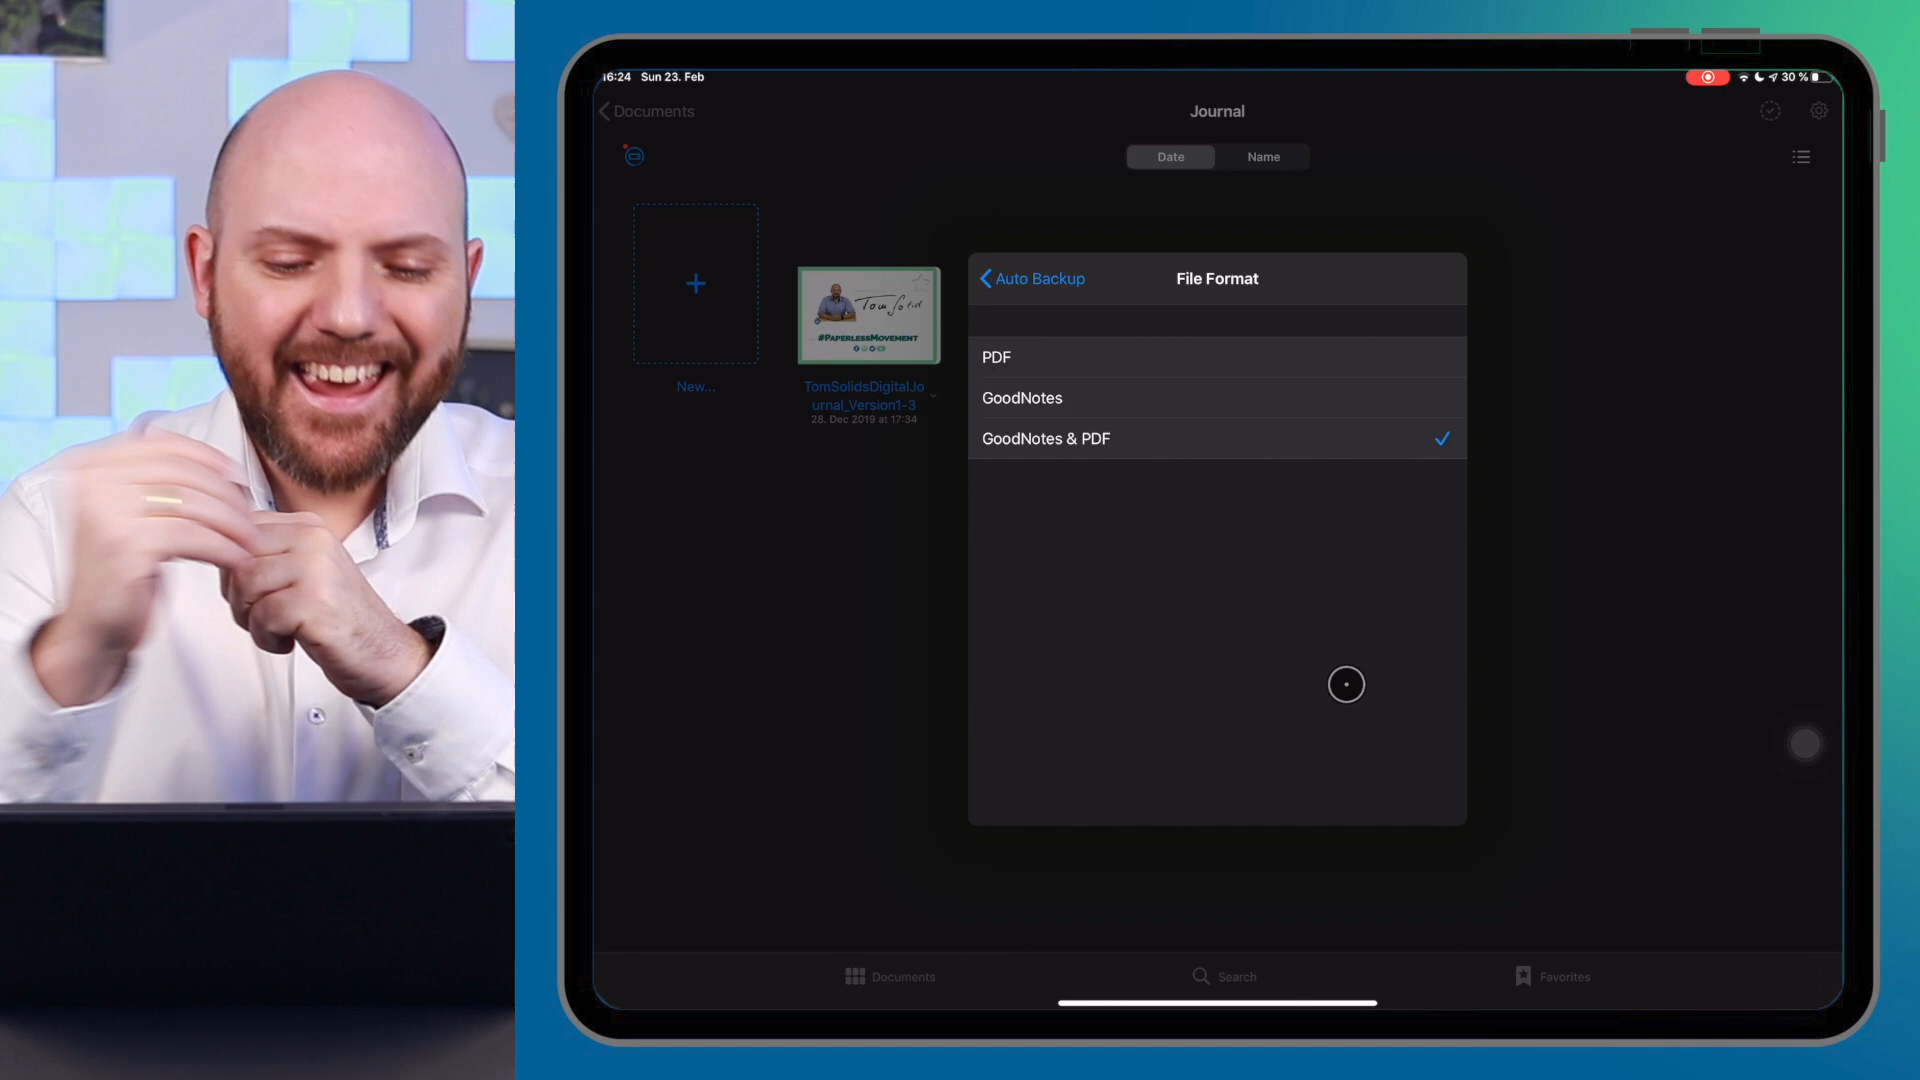 16:24 Sun 23. Feb
30 %
Documents
Journal
Date
Name
Tom Solid
#PAPERLESSMOVEMENT
New...
TomSolidsDigitalJo
urnal_Version1-3
28. Dec 2019 at 17:34
Auto Backup
File Format
PDF
GoodNotes
GoodNotes & PDF
Documents
Search
Favorites